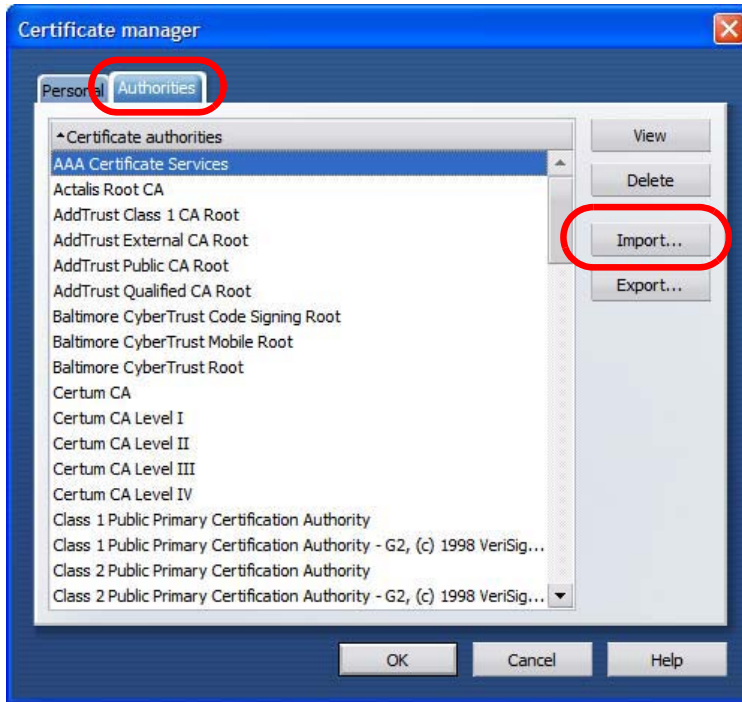 Certificate manager
Personal Authorities
Certificate authorities
AAA Certificate Services
Actalis Root CA
AddTrust Class 1 CA Root
AddTrust External CA Root
AddTrust Public CA Root
AddTrust Qualified CA Root
Baltimore CyberTrust Code Signing Root
Baltimore CyberTrust Mobile Root
Baltimore CyberTrust Root
Certum CA
Certum CA Level I
Certum CA Level II
Certum CA Level III
Certum CA Level IV
Class 1 Public Primary Certification Authority
Class 1 Public Primary Certification Authority - G2, (c) 1998 VeriSig...
Class 2 Public Primary Certification Authority
Class 2 Public Primary Certification Authority - G2, (c) 1998 VeriSig...
View
Delete
Import...
Export...
OK Cancel Help